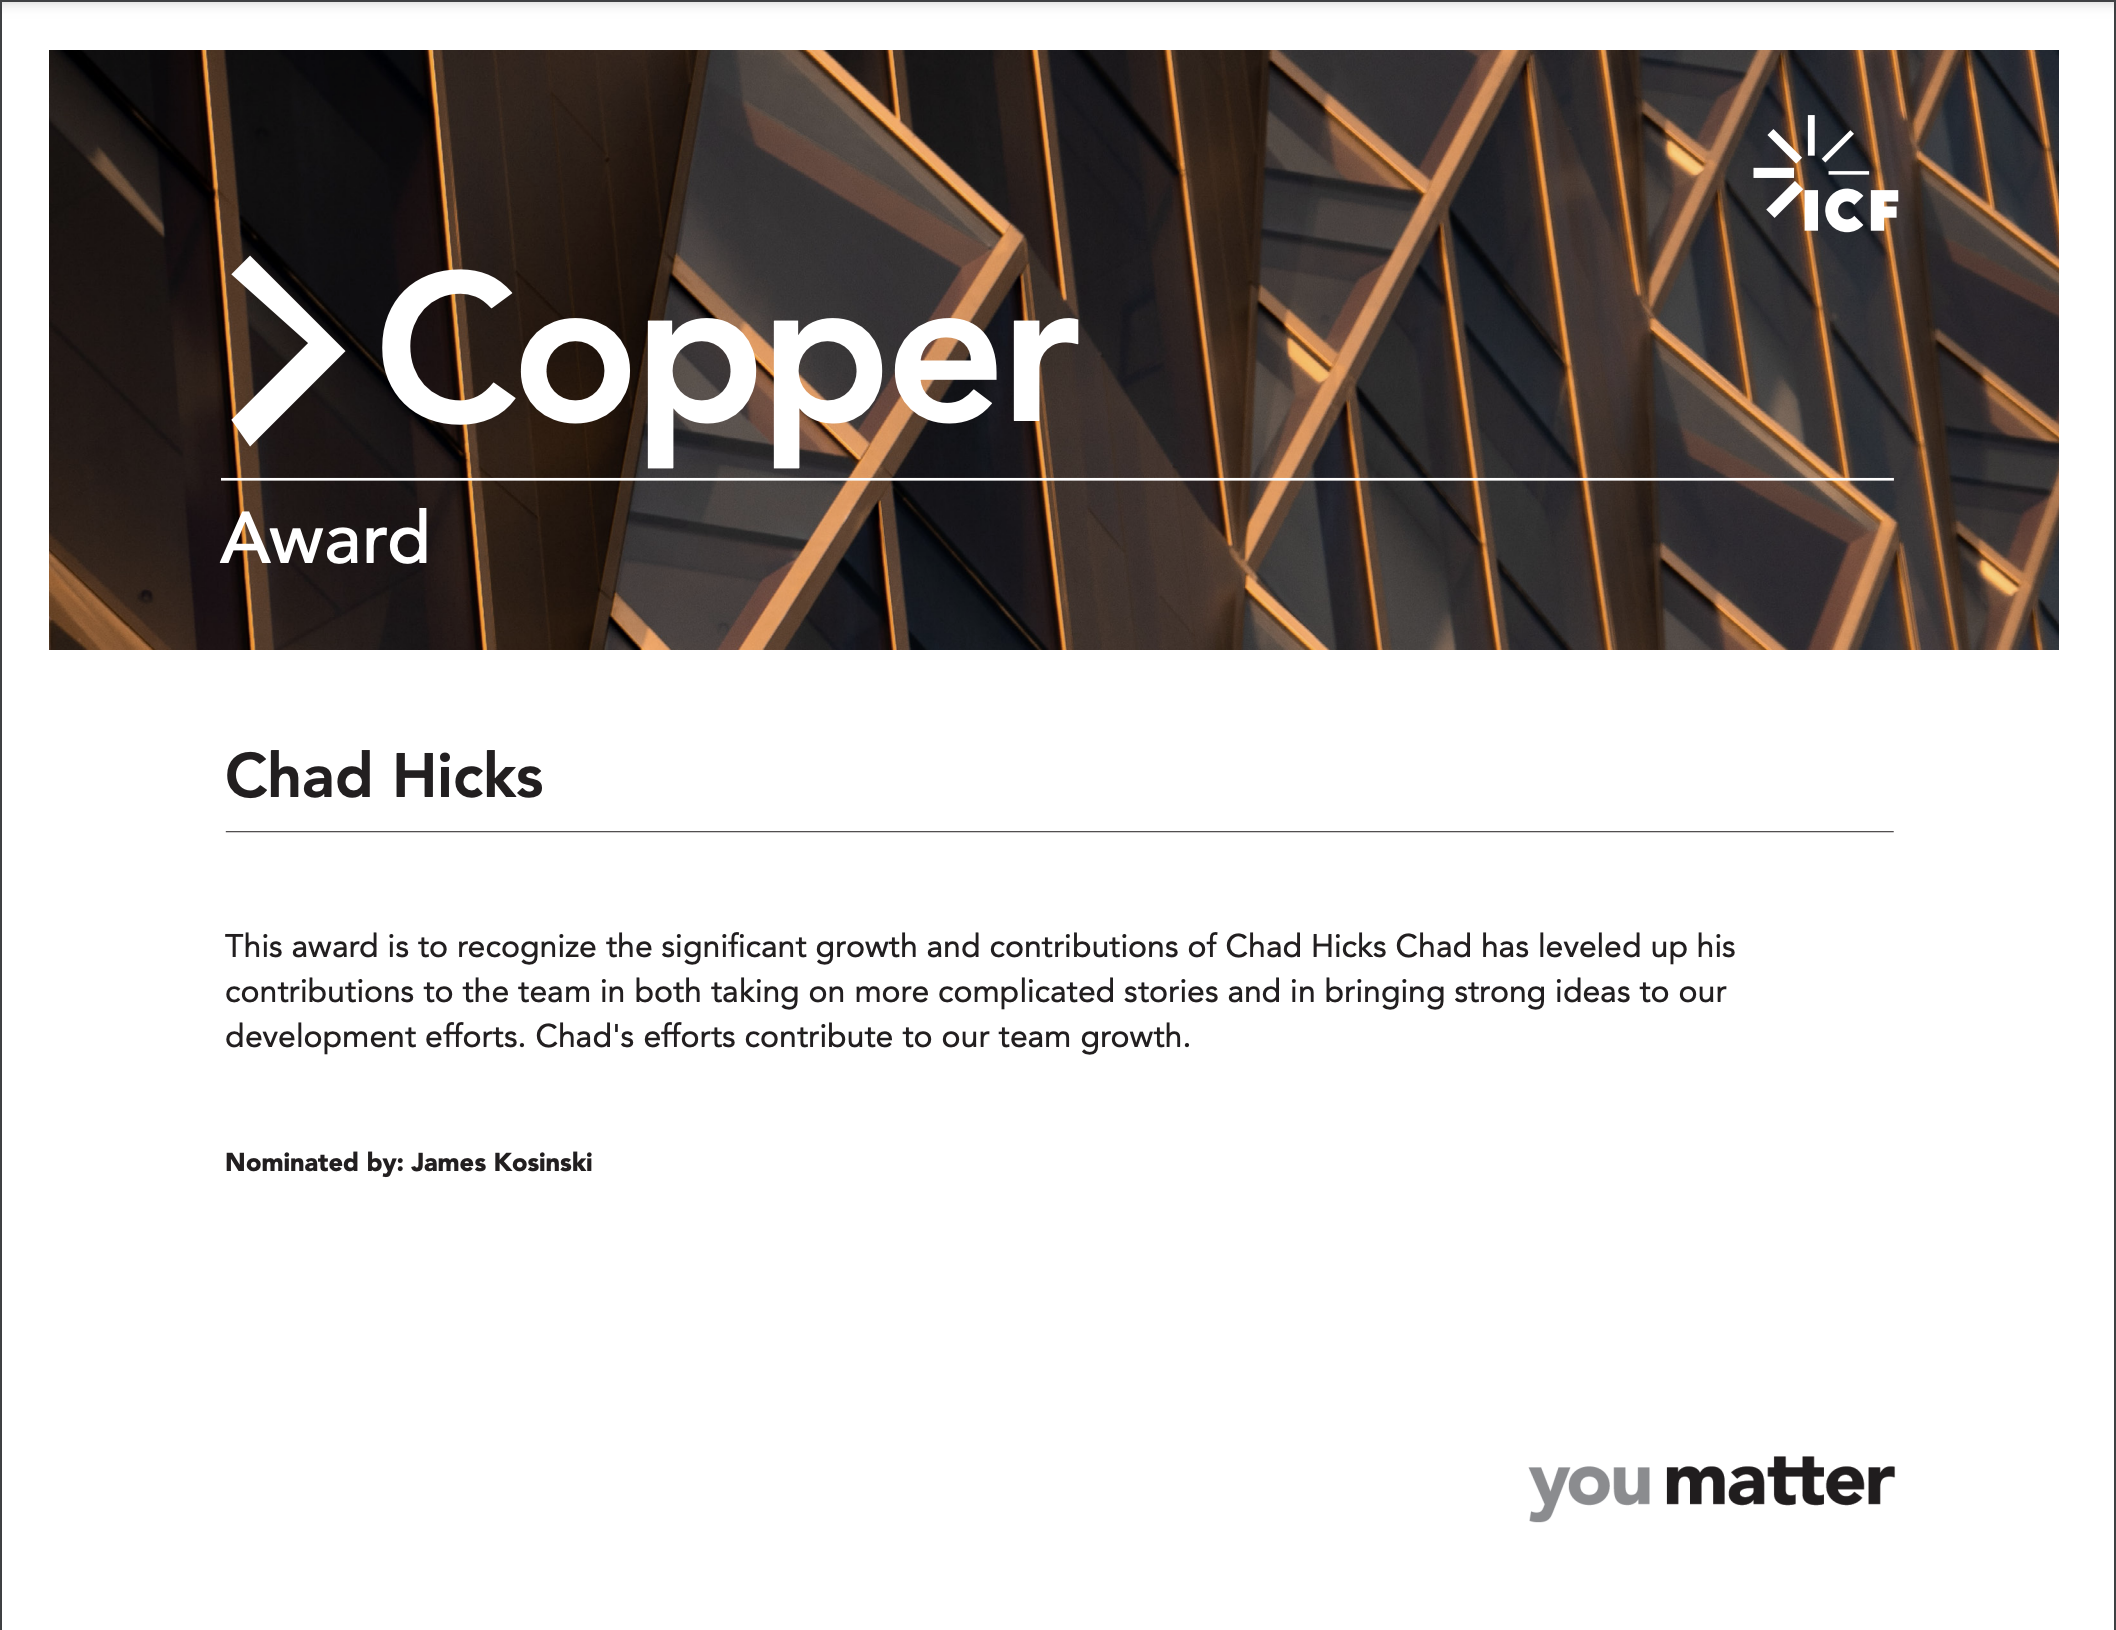 ICF
>Copper
Award
Chad Hicks
This award is to recognize the significant growth and contributions of Chad Hicks Chad has leveled up his
contributions to the team in both taking on more complicated stories and in bringing strong ideas to our
development efforts. Chad's efforts contribute to our team growth.
Nominated by: James Kosinski
you matter